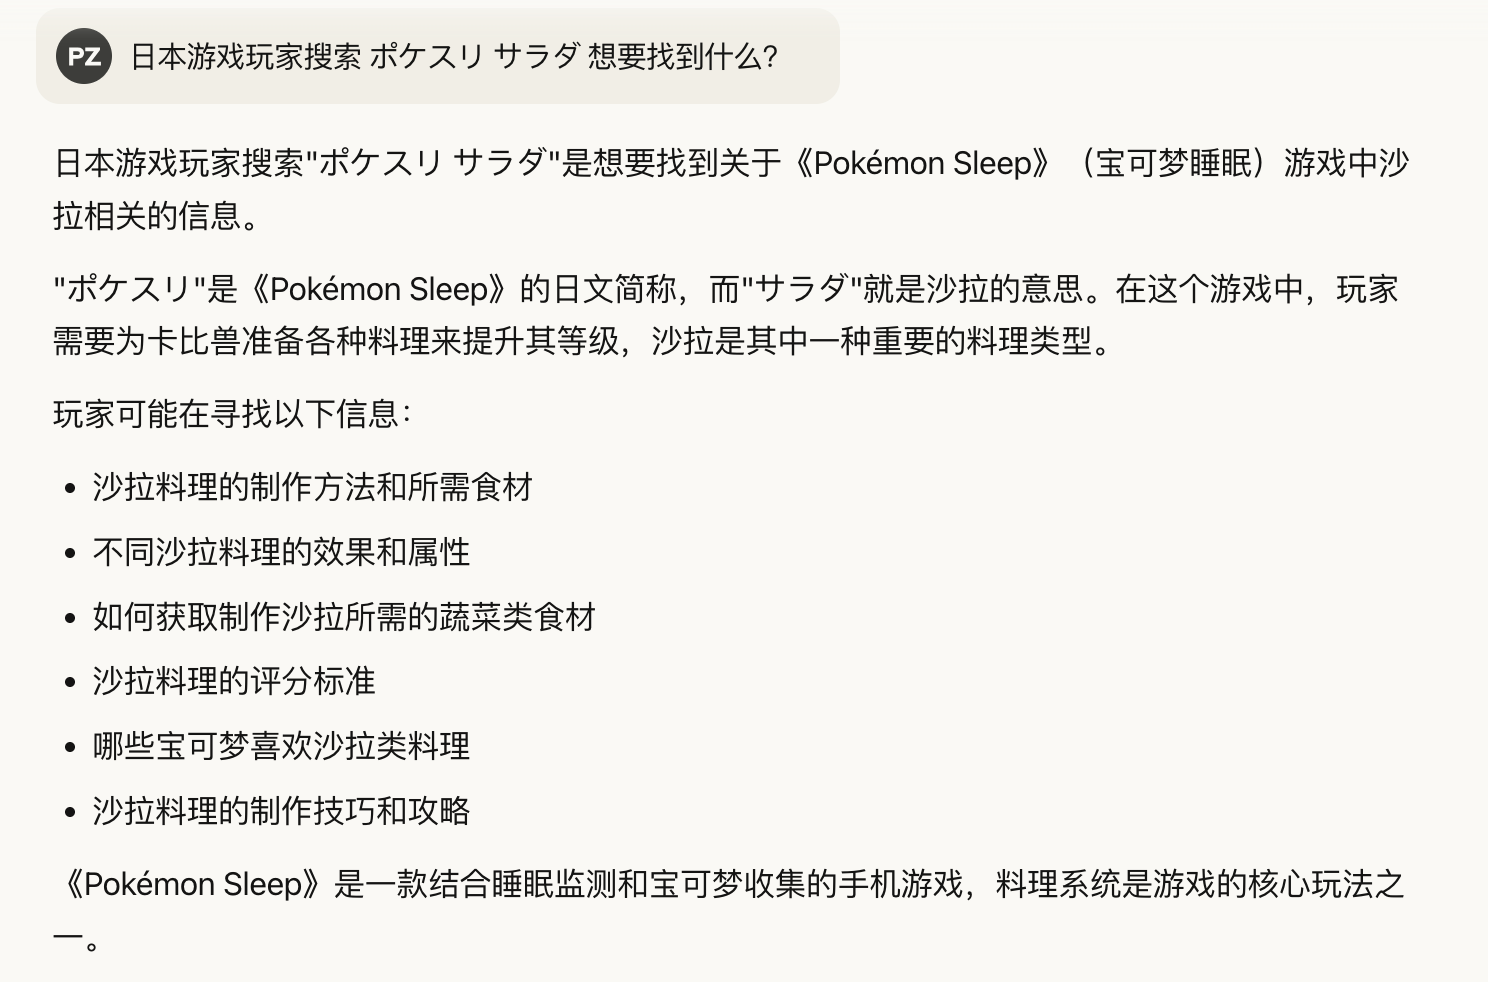 PZ 日本游戏玩家搜索 ポケスリ サラダ 想要找到什么?
日本游戏玩家搜索"ポケスリ サラダ"是想要找到关于《Pokémon Sleep》（宝可梦睡眠）游戏中沙
拉相关的信息。
"ポケスリ"是《Pokémon Sleep》的日文简称，而"サラダ"就是沙拉的意思。在这个游戏中，玩家
需要为卡比兽准备各种料理来提升其等级，沙拉是其中一种重要的料理类型。
玩家可能在寻找以下信息：
• 沙拉料理的制作方法和所需食材
• 不同沙拉料理的效果和属性
• 如何获取制作沙拉所需的蔬菜类食材
• 沙拉料理的评分标准
• 哪些宝可梦喜欢沙拉类料理
• 沙拉料理的制作技巧和攻略
《Pokémon Sleep》是一款结合睡眠监测和宝可梦收集的手机游戏，料理系统是游戏的核心玩法之
一。